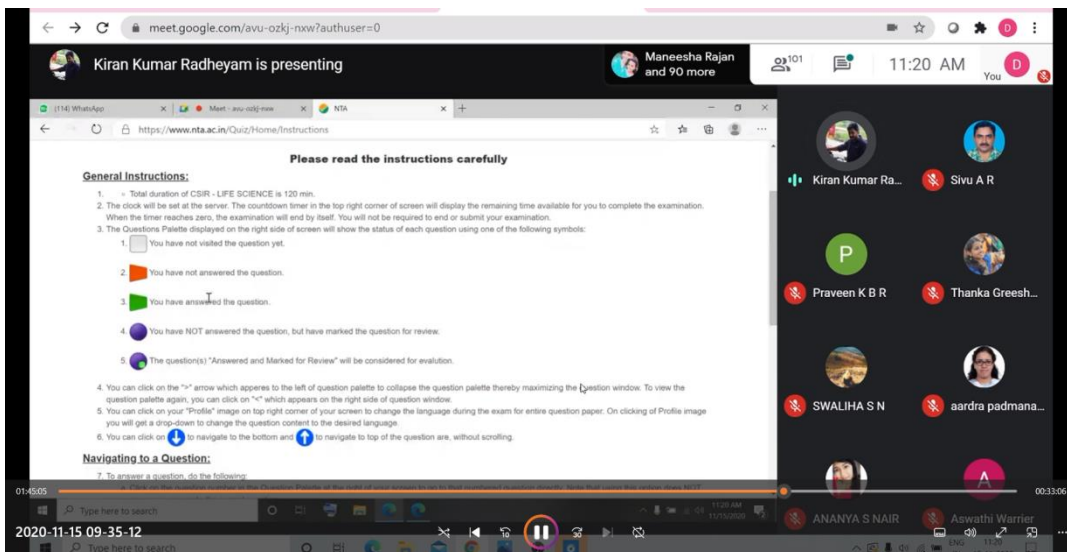 meet.google.com/avu-ozkj-nxw?authuser=0
D
Kiran Kumar Radheyam is presenting
Maneesha Rajan
and 90 more
101
11:20 AM
You
D
(114) WhatsApp
Meet - avu-ozkj-nxw
NTA
https://www.nta.ac.in/Quiz/Home/Instructions
Please read the instructions carefully
General Instructions:
1. Total duration of CSIR - LIFE SCIENCE is 120 min.
2. The clock will be set at the server. The countdown timer in the top right corner of screen will display the remaining time available for you to complete the examination.
When the timer reaches zero, the examination will end by itself. You will not be required to end or submit your examination.
3. The Questions Palette displayed on the right side of screen will show the status of each question using one of the following symbols:
1. You have not visited the question yet.
2. You have not answered the question.
3. You have answered the question.
4. You have NOT answered the question, but have marked the question for review.
5. The question(s) "Answered and Marked for Review" will be considered for evalution.
4. You can click on the ">" arrow which apperes to the left of question palette to collapse the question palette thereby maximizing the question window. To view the
question palette again, you can click on "<" which appears on the right side of question window.
5. You can click on your "Profile" image on top right corner of your screen to change the language during the exam for entire question paper. On clicking of Profile image
you will get a drop-down to change the question content to the desired language.
6. You can click on to navigate to the bottom and to navigate to top of the question are, without scrolling.
Navigating to a Question:
7. To answer a question, do the following:
Kiran Kumar Ra...
Sivu A R
P
Praveen K B R
Thanka Greesh...
SWALIHA S N
aardra padmana...
A
ANANYA S NAIR
Aswathi Warrier
01:45:05
00:33:06
Type here to search
11:20 AM
11/15/2020
2020-11-15 09-35-12
10
30
Type here to search
ENG
11:20